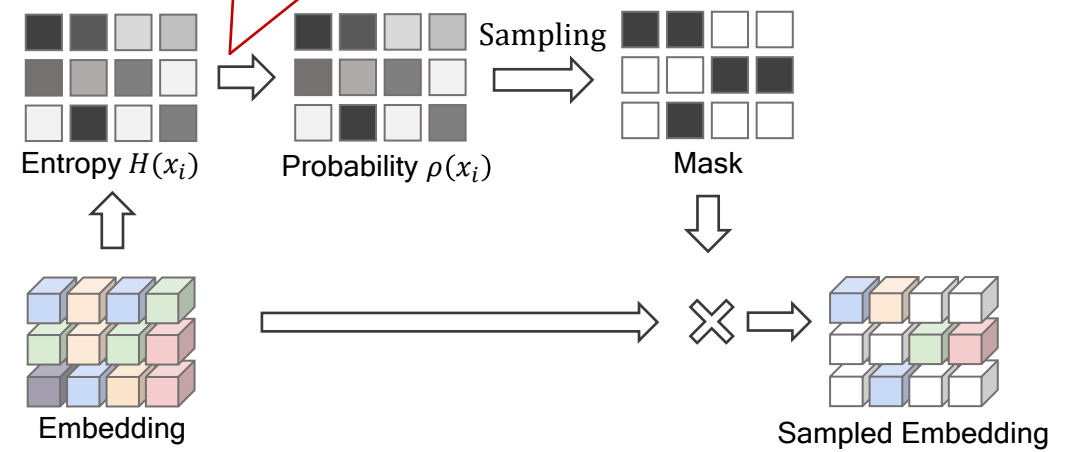 Sampling
Entropy H(x_i)
Probability ρ(x_i)
Mask
Embedding
Sampled Embedding